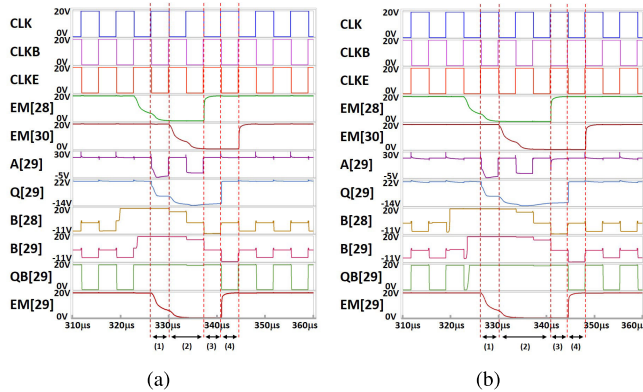 CLK 20V 0V
CLKB 20V 0V
CLKE 20V 0V
EM[28] 20V 0V
EM[30] 20V 0V
A[29] 30V -5V
Q[29] 22V -14V
B[28] 20V -11V
B[29] 20V -11V
QB[29] 20V 0V
EM[29] 20V 0V
310μs 320μs 330μs 340μs 350μs 360μs
(1) (2) (3) (4)
(a)
CLK 20V 0V
CLKB 20V 0V
CLKE 20V 0V
EM[28] 20V 0V
EM[30] 20V 0V
A[29] 30V -5V
Q[29] 22V -14V
B[28] 20V -11V
B[29] 20V -11V
QB[29] 20V 0V
EM[29] 20V 0V
310μs 320μs 330μs 340μs 350μs 360μs
(1) (2) (3) (4)
(b)